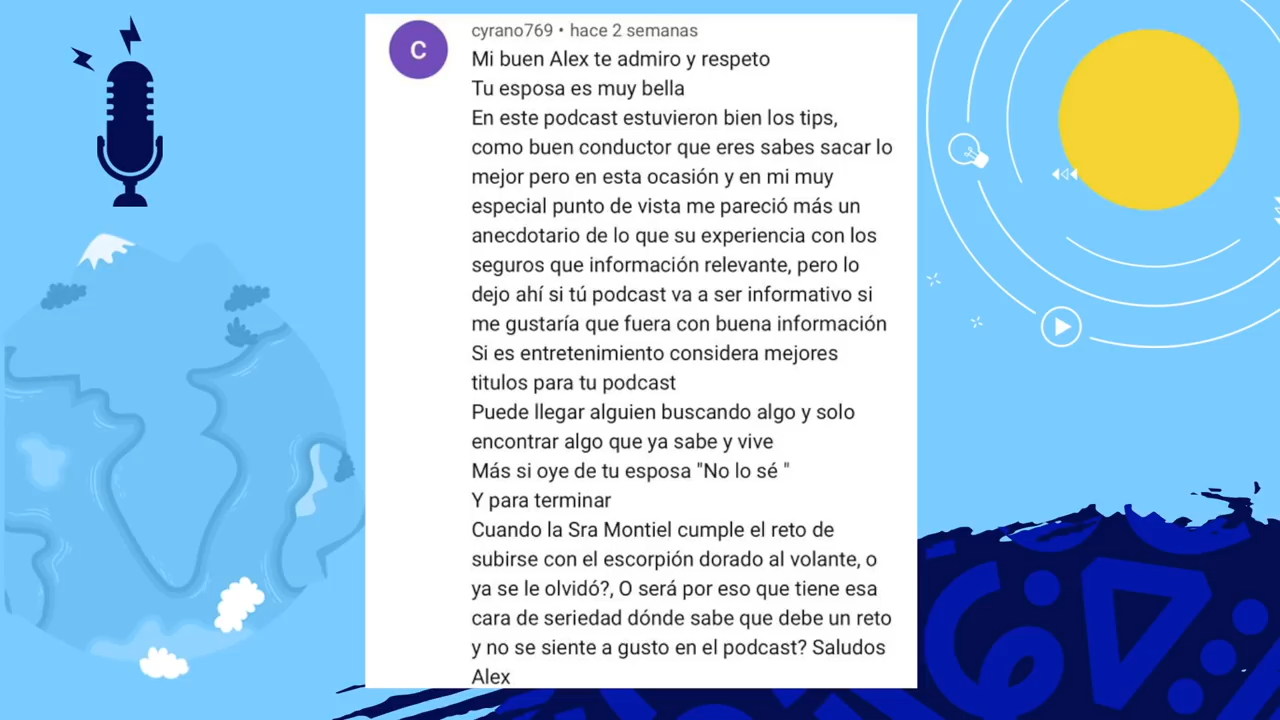 C
cyrano769 • hace 2 semanas
Mi buen Alex te admiro y respeto
Tu esposa es muy bella
En este podcast estuvieron bien los tips,
como buen conductor que eres sabes sacar lo
mejor pero en esta ocasión y en mi muy
especial punto de vista me pareció más un
anecdotario de lo que su experiencia con los
seguros que información relevante, pero lo
dejo ahí si tú podcast va a ser informativo si
me gustaría que fuera con buena información
Si es entretenimiento considera mejores
titulos para tu podcast
Puede llegar alguien buscando algo y solo
encontrar algo que ya sabe y vive
Más si oye de tu esposa "No lo sé "
Y para terminar
Cuando la Sra Montiel cumple el reto de
subirse con el escorpión dorado al volante, o
ya se le olvidó?, O será por eso que tiene esa
cara de seriedad dónde sabe que debe un reto
y no se siente a gusto en el podcast? Saludos
Alex